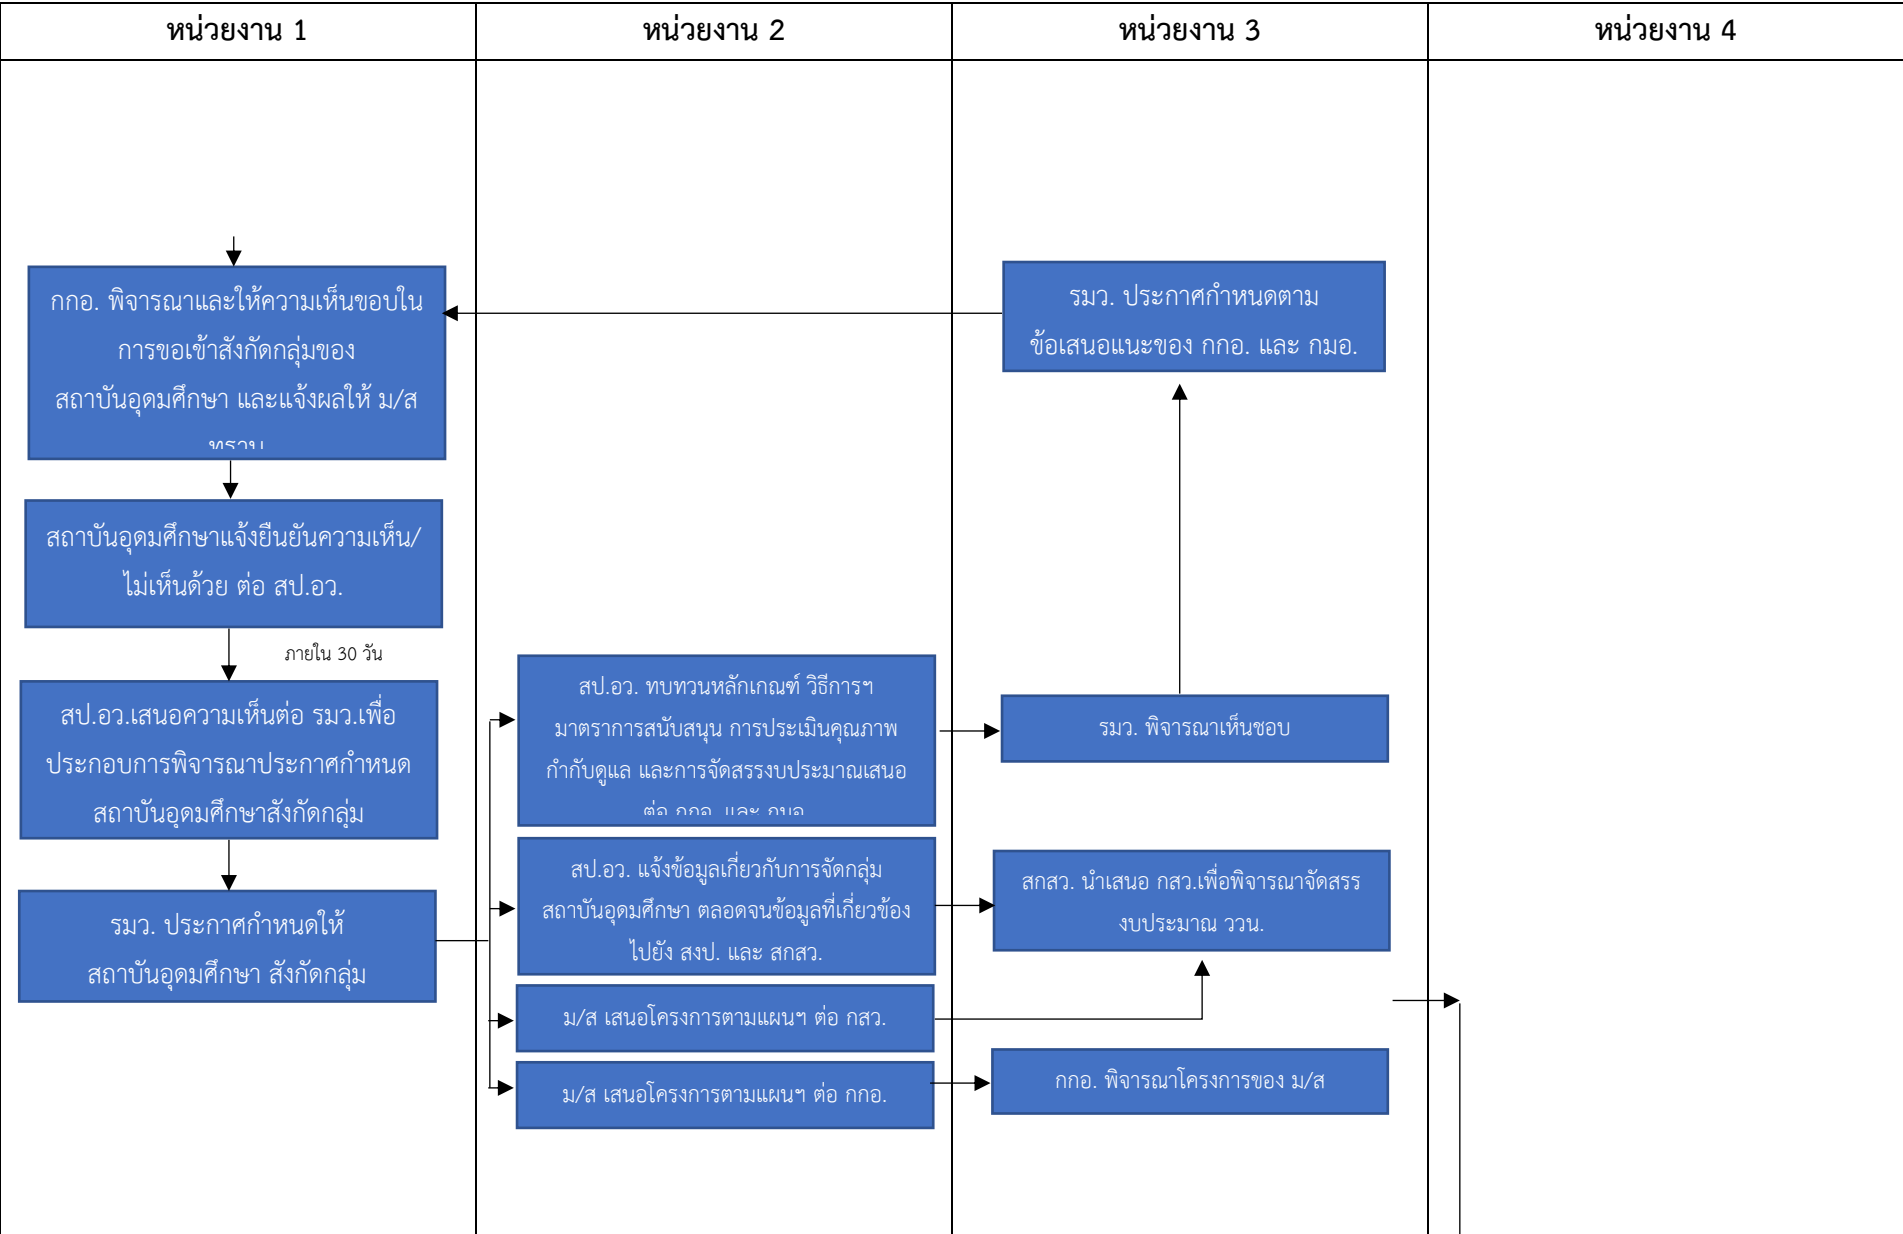 หน่วยงาน 1
หน่วยงาน 2
หน่วยงาน 3
หน่วยงาน 4
กกอ. พิจารณาและให้ความเห็นขอบใน
การขอเข้าสังกัดกลุ่มของ
สถาบันอุดมศึกษา และแจ้งผลให้ ม/ส
ทราบ
สถาบันอุดมศึกษาแจ้งยืนยันความเห็น/
ไม่เห็นด้วย ต่อ สป.อว.
ภายใน 30 วัน
สป.อว.เสนอความเห็นต่อ รมว.เพื่อ
ประกอบการพิจารณาประกาศกำหนด
สถาบันอุดมศึกษาสังกัดกลุ่ม
รมว. ประกาศกำหนดให้
สถาบันอุดมศึกษา สังกัดกลุ่ม
สป.อว. ทบทวนหลักเกณฑ์ วิธีการฯ
มาตราการสนับสนุน การประเมินคุณภาพ
กำกับดูแล และการจัดสรรงบประมาณเสนอ
ต่อ กกอ. และ
สป.อว. แจ้งข้อมูลเกี่ยวกับการจัดกลุ่ม
สถาบันอุดมศึกษา ตลอดจนข้อมูลที่เกี่ยวข้อง
ไปยัง สงป. และ สกสว.
ม/ส เสนอโครงการตามแผนฯ ต่อ กสว.
ม/ส เสนอโครงการตามแผนฯ ต่อ กกอ.
รมว. ประกาศกำหนดตาม
ข้อเสนอแนะของ กกอ. และ กมอ.
รมว. พิจารณาเห็นชอบ
สกสว. นำเสนอ กสว.เพื่อพิจารณาจัดสรร
งบประมาณ ววน.
กกอ. พิจารณาโครงการของ ม/ส